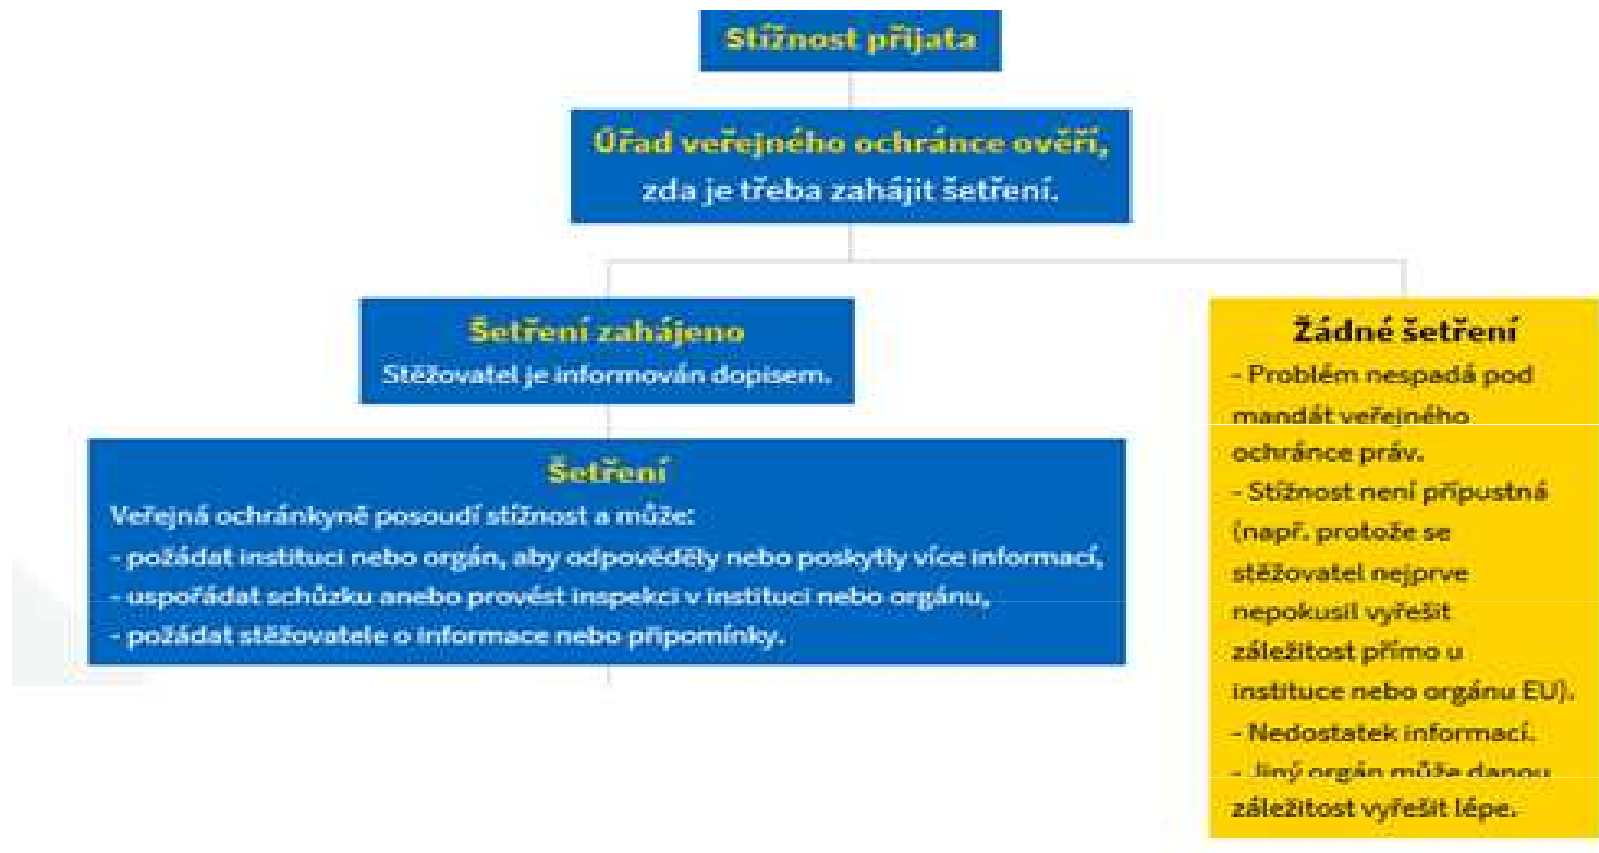 Stížnost přijata
Úřad veřejného ochránce ověří,
zda je třeba zahájit šetření.
Šetření zahájeno
Stěžovatel je informován dopisem.
Šetření
Veřejná ochránkyně posoudí stížnost a může:
- požádat instituci nebo orgán, aby odpověděly nebo poskytly více informací,
- uspořádat schůzku anebo provést inspekci v instituci nebo orgánu,
- požádat stěžovatele o informace nebo připomínky.
Žádné šetření
- Problém nespadá pod
mandát veřejného
ochránce práv.
- Stížnost není přípustná
(např. protože se
stěžovatel nejprve
nepokusil vyřešit
záležitost přímo u
instituce nebo orgánu EU).
- Nedostatek informací.
- Jiný orgán může danou
záležitost vyřešit lépe.